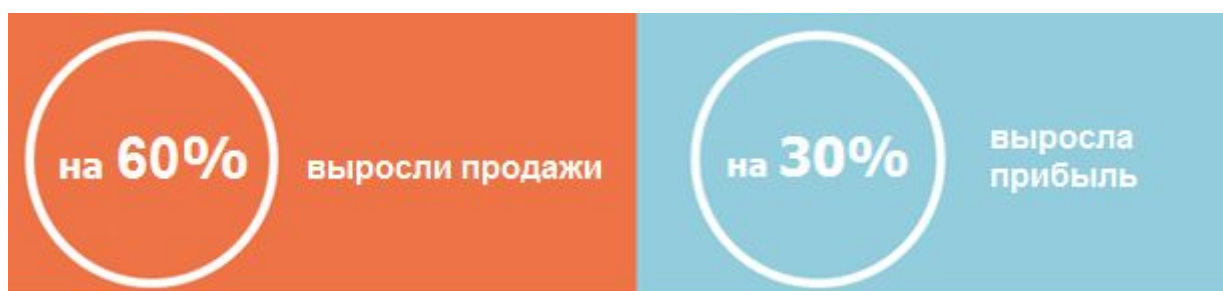 на 60%
выросли продажи
на 30%
выросла
прибыль